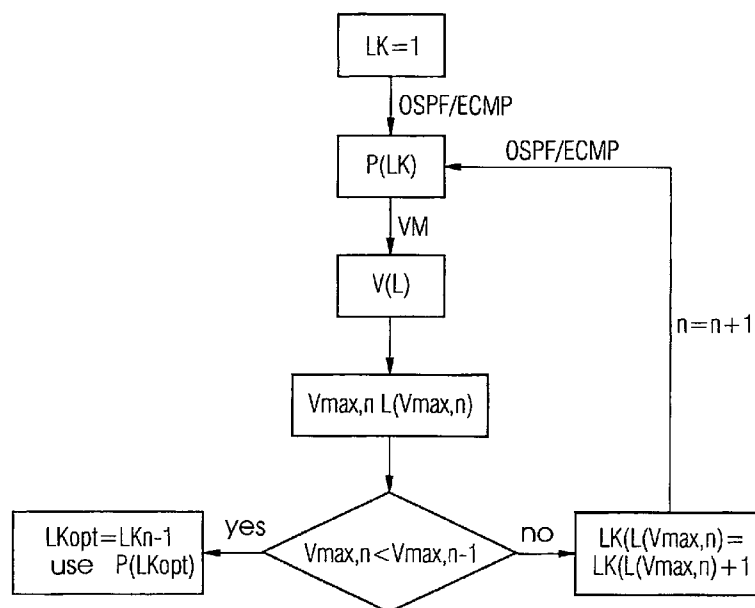 LK=1
OSPF/ECMP
P(LK)
OSPF/ECMP
VM
V(L)
n=n+1
Vmax,n L(Vmax,n)
Vmax,n<Vmax,n-1
yes
no
LKopt=LKn-1
use P(LKopt)
LK(L(Vmax,n)=
LK(L(Vmax,n)+1